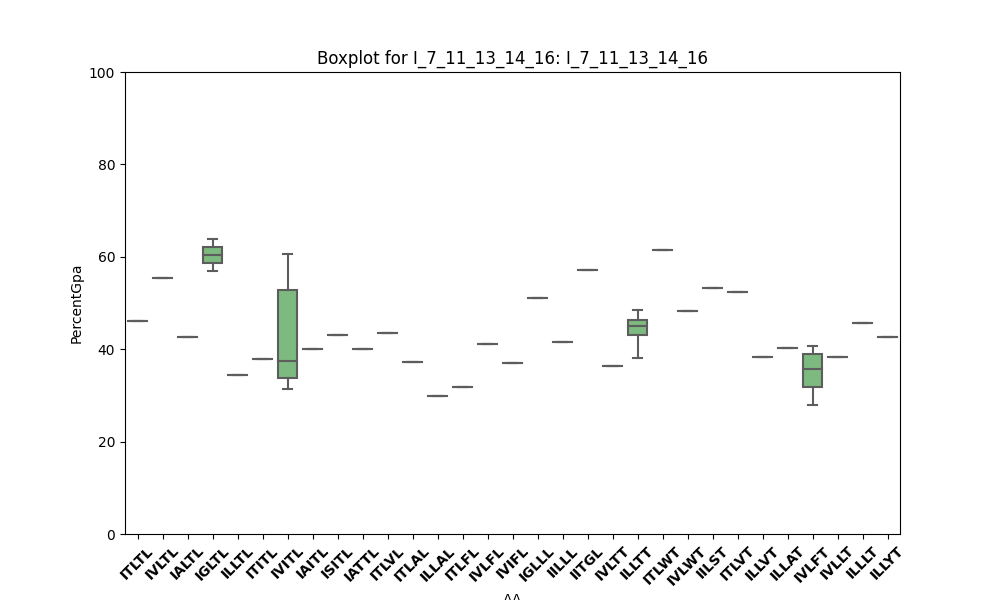 Boxplot for I_7_11_13_14_16: I_7_11_13_14_16
100
80
60
40
20
0
PercentGpa
ITLTL IVLTL IALTL IGLTL ILLTL ITITL IVITL IAITL ISITL IATTL ITLVL ITLAL ILLAL ITLFL IVLFL IVIFL IGLLL IILLL IITGL IVLTT ILLTT ITLWT IVLWT IILST ITLVT ILLVT ILLAT IVLFT IVLLT ILLLT ILLYT
AA